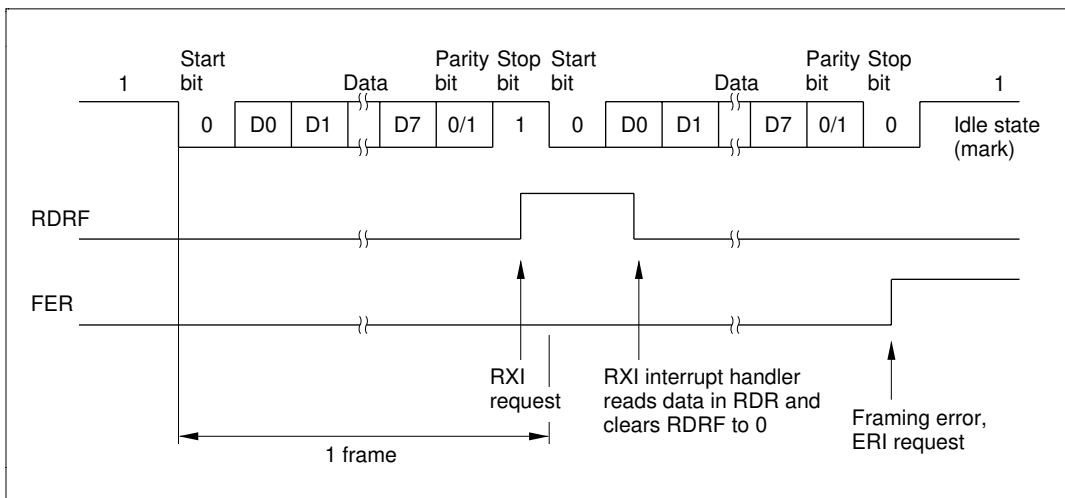 Start bit
Data
Parity bit
Stop bit
Start bit
Data
Parity bit
Stop bit
1
1
0
D0
D1
D7
0/1
1
0
D0
D1
D7
0/1
0
Idle state
(mark)
RDRF
FER
RXI
request
RXI interrupt handler
reads data in RDR and
clears RDRF to 0
Framing error,
ERI request
1 frame